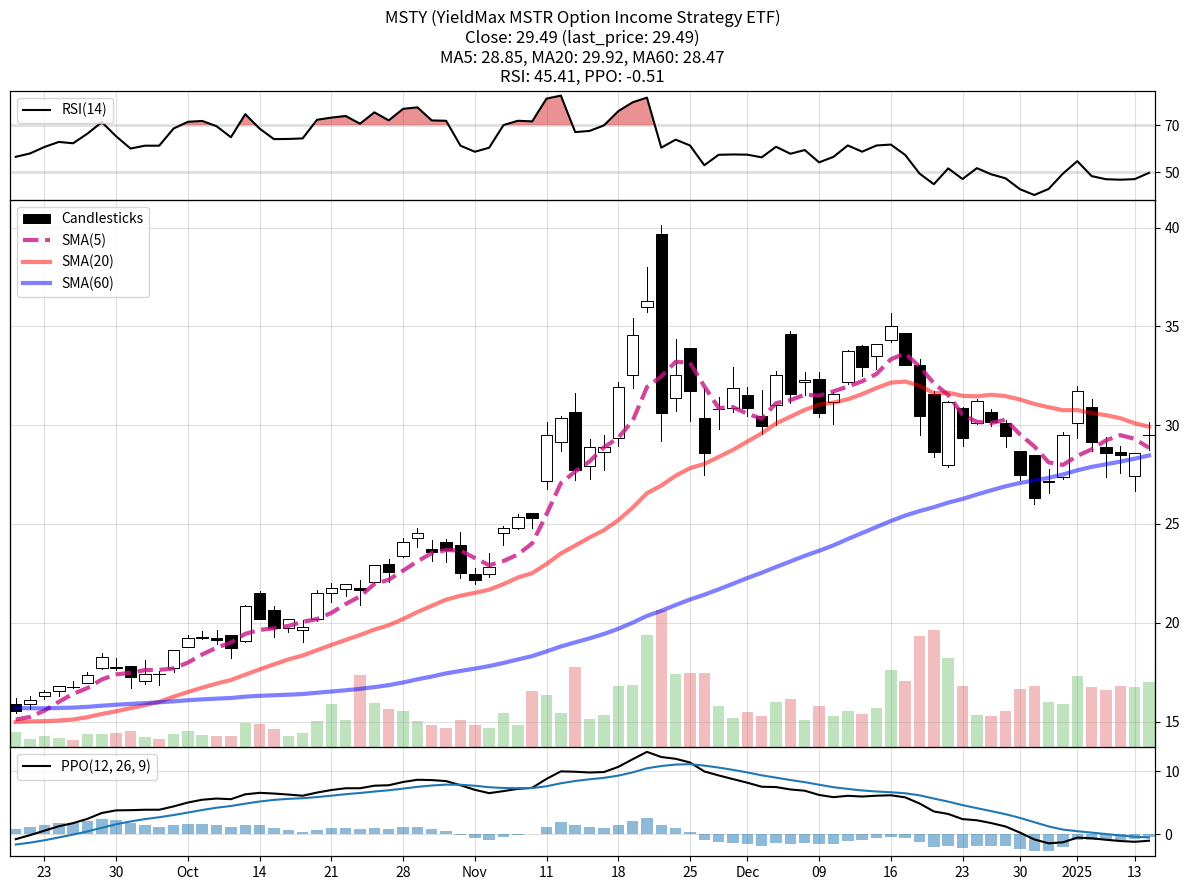 MSTY (YieldMax MSTR Option Income Strategy ETF)
Close: 29.49 (last_price: 29.49)
MA5: 28.85, MA20: 29.92, MA60: 28.47
RSI: 45.41, PPO: -0.51
RSI(14)
70
50
Candlesticks
SMA(5)
SMA(20)
SMA(60)
40
35
30
25
20
15
PPO(12, 26, 9)
10
0
23 30 Oct 14 21 28 Nov 11 18 25 Dec 09 16 23 30 2025 13